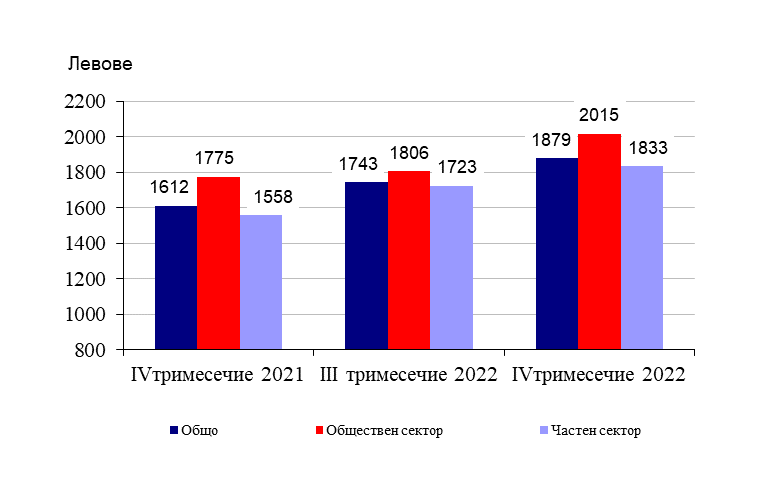 Левове
2200
2000
1800
1600
1400
1200
1000
800
1612
1775
1558
1743
1806
1723
1879
2015
1833
IVтримесечие 2021
III тримесечие 2022
IVтримесечие 2022
Общо
Обществен сектор
Частен сектор